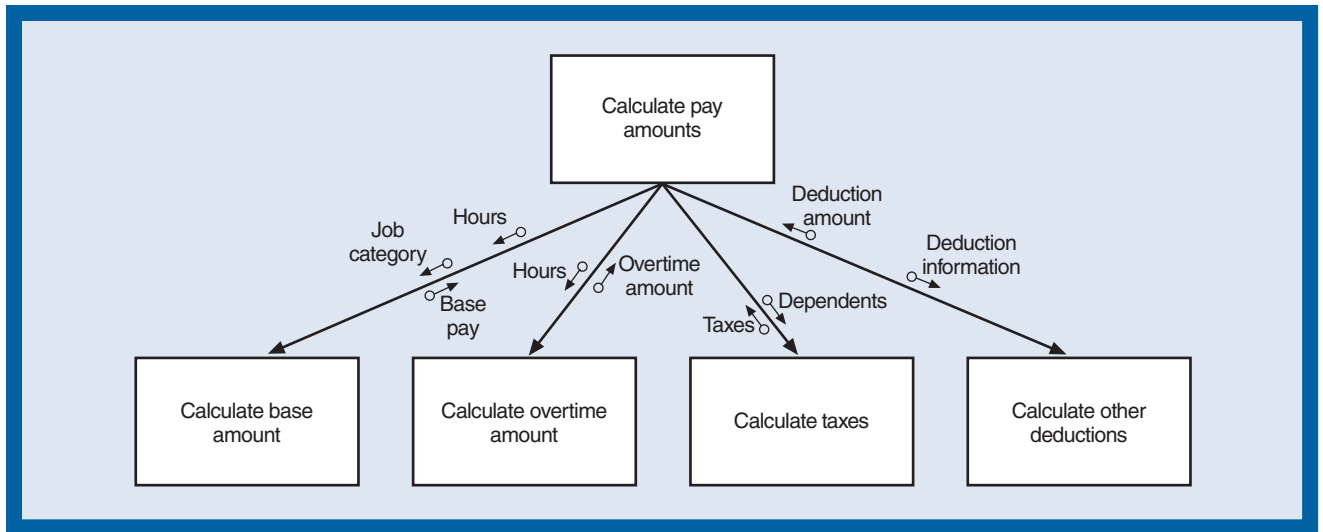 Calculate pay
amounts
Hours
Job
category
Base
pay
Hours
Overtime
amount
Taxes
Dependents
Deduction
amount
Deduction
information
Calculate base
amount
Calculate overtime
amount
Calculate taxes
Calculate other
deductions